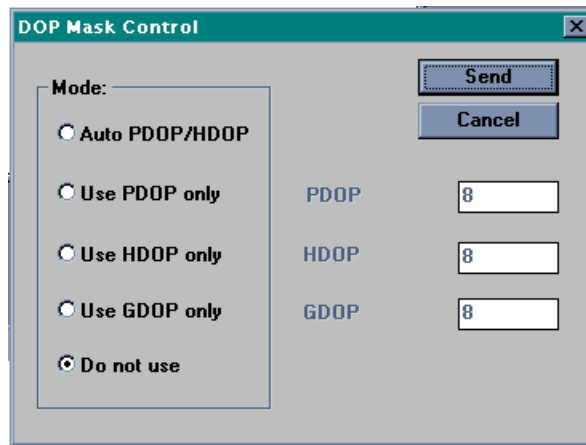 DOP Mask Control
Mode:
Send
Cancel
Auto PDOP/HDOP
Use PDOP only
PDOP
8
Use HDOP only
HDOP
8
Use GDOP only
GDOP
8
Do not use